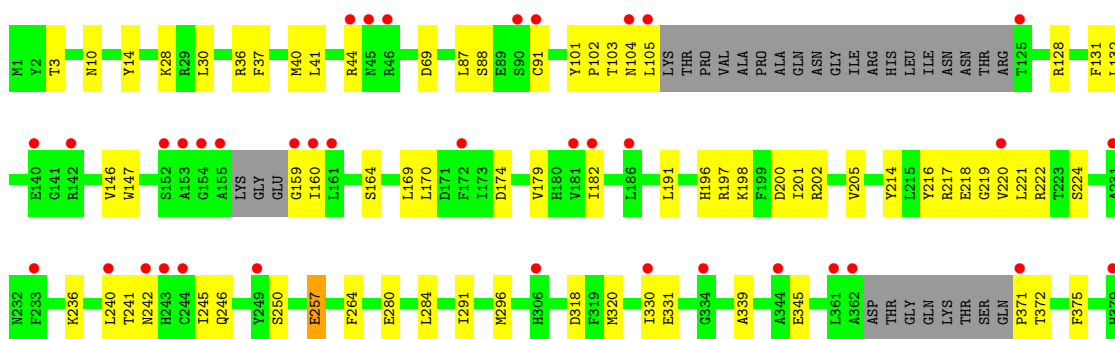 M1 Y2 T3 N10 Y14 K28 R29 L30 R36 F37 M40 L41 R44 N45 R46 D69 L87 S88 E89 S90 C91 Y101 P102 T103 N104 L105 LYS THR PRO VAL ALA PRO ALA GLN ASN GLY ILE ARG HIS LEU ILE ASN ASN THR ARG T125 R128 F131 L132
E140 G141 R142 V146 W147 S152 A153 G154 A155 LYS GLY GLU G159 I160 L161 S164 L169 L170 D171 F172 I173 D174 V179 H180 V181 I182 L186 L191 H196 R197 K198 F199 D200 I201 R202 V205 Y214 L215 Y216 R217 E218 G219 V220 L221 R222 T223 S224 A231
N232 F233 K236 L240 T241 N242 H243 C244 I245 Q246 Y249 S250 E257 F264 E280 L284 I291 M296 H306 D318 F319 M320 I330 E331 G334 A339 A344 E345 L361 A362 ASP THR GLY GLN LYS THR SER GLN P371 T372 F375 H379